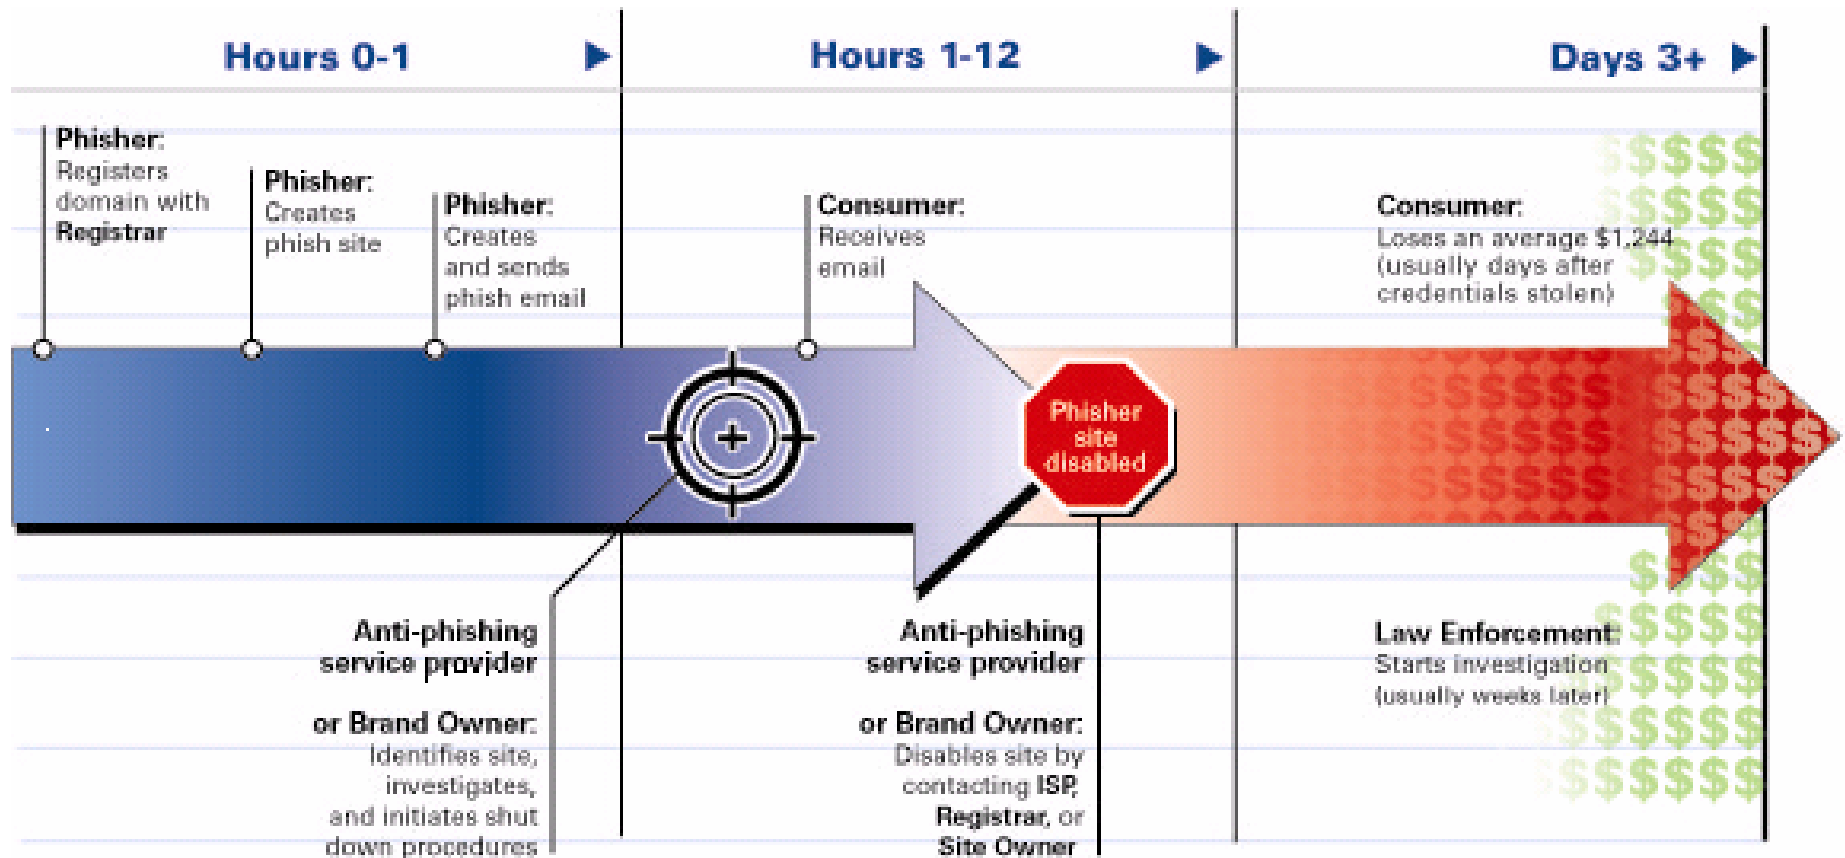 Hours 0-1
Hours 1-12
Days 3+
Phisher:
Registers
domain with
Registrar
Phisher:
Creates
phish site
Phisher:
Creates
and sends
phish email
Consumer:
Receives
email
Consumer:
Loses an average $1,244
(usually days after
credentials stolen)
Phisher
site
disabled
Anti-phishing
service provider
or Brand Owner:
Identifies site,
investigates,
and initiates shut
down procedures
Anti-phishing
service provider
or Brand Owner:
Disables site by
contacting ISP,
Registrar, or
Site Owner
Law Enforcement:
Starts investigation
(usually weeks later)